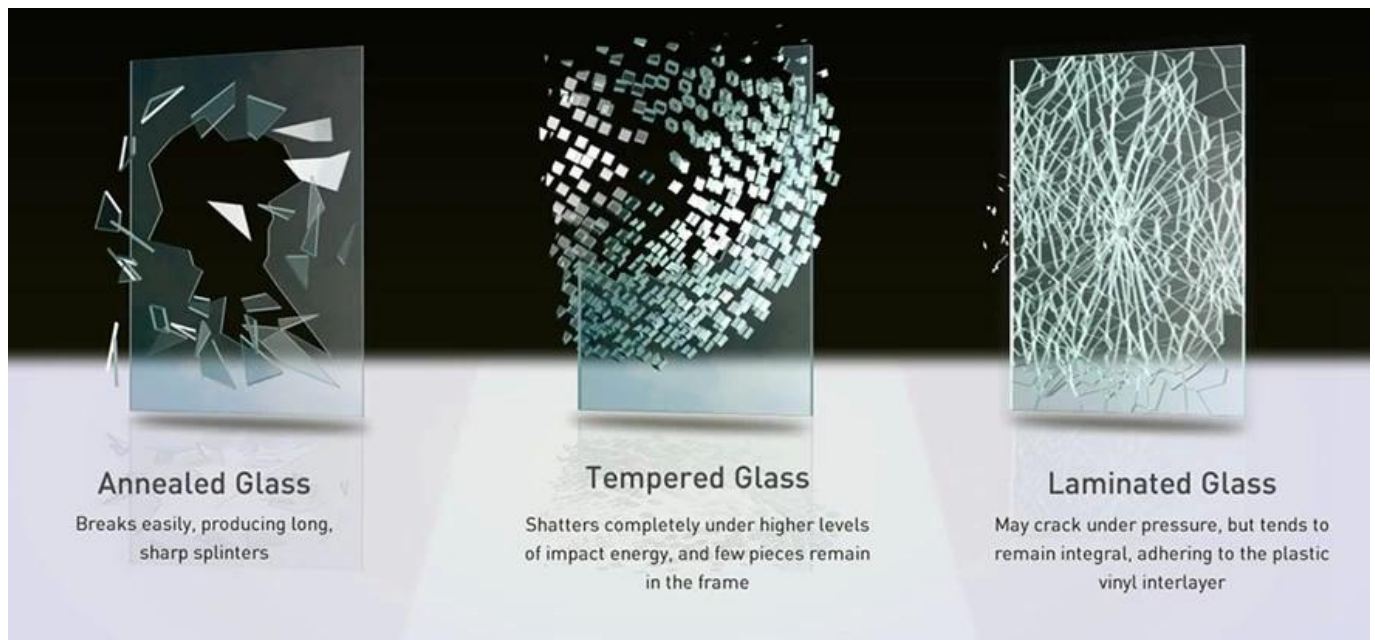 Annealed Glass
Breaks easily, producing long,
sharp splinters
Tempered Glass
Shatters completely under higher levels
of impact energy, and few pieces remain
in the frame
Laminated Glass
May crack under pressure, but tends to
remain integral, adhering to the plastic
vinyl interlayer